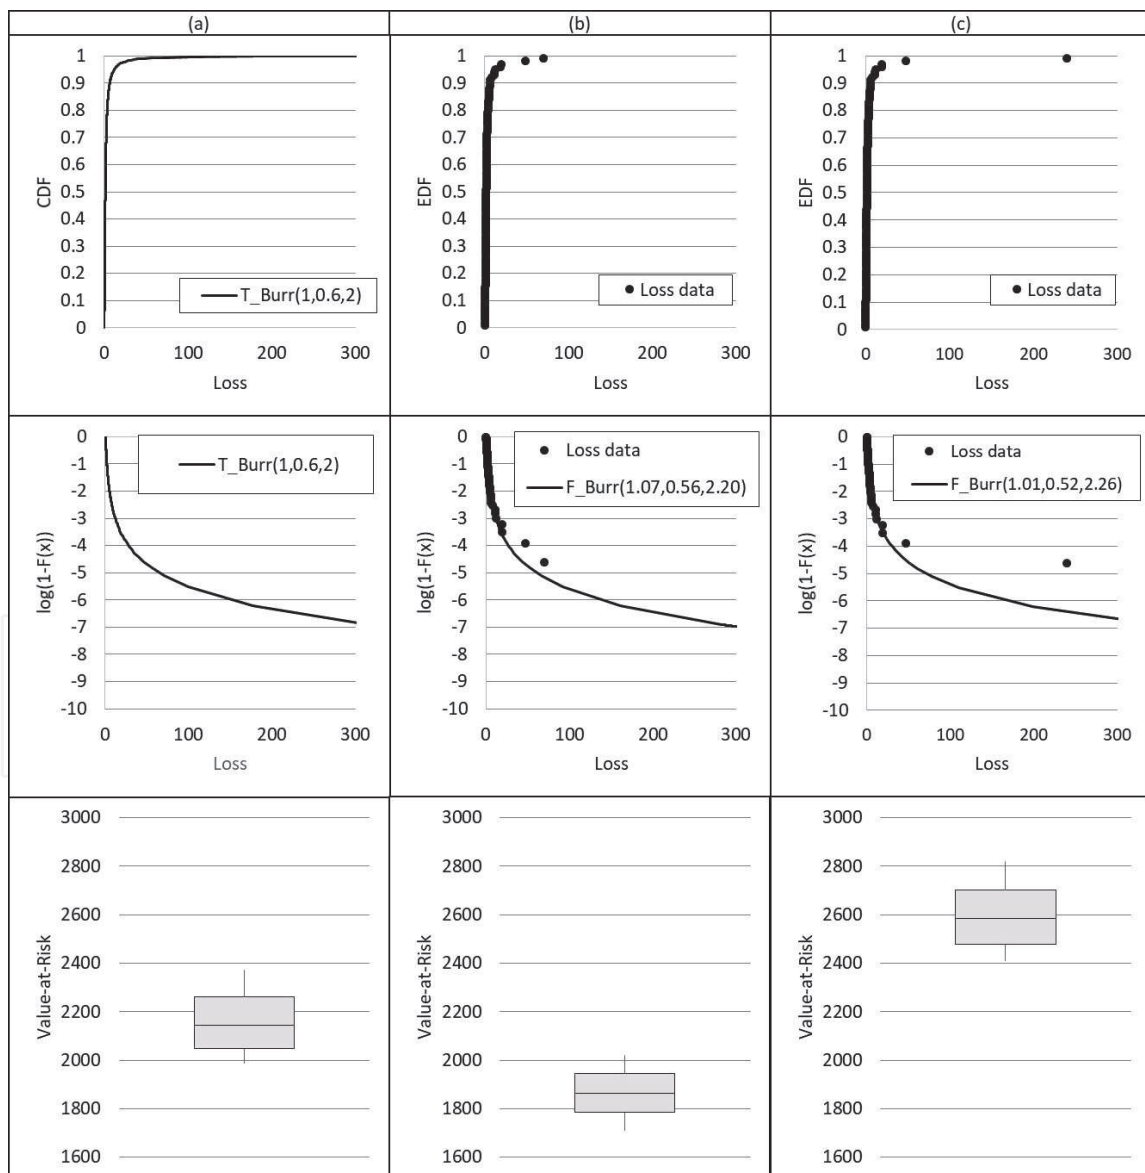 (a)
(b)
(c)
1
0.9
0.8
0.7
0.6
0.5
0.4
0.3
0.2
0.1
0
CDF
T_Burr(1,0.6,2)
0 100 200 300
Loss
1
0.9
0.8
0.7
0.6
0.5
0.4
0.3
0.2
0.1
0
EDF
Loss data
0 100 200 300
Loss
1
0.9
0.8
0.7
0.6
0.5
0.4
0.3
0.2
0.1
0
EDF
Loss data
0 100 200 300
Loss
0
-1
-2
-3
-4
-5
-6
-7
-8
-9
-10
log(1-F(x))
T_Burr(1,0.6,2)
0 100 200 300
Loss
0
-1
-2
-3
-4
-5
-6
-7
-8
-9
-10
log(1-F(x))
Loss data
F_Burr(1.07,0.56,2.20)
0 100 200 300
Loss
0
-1
-2
-3
-4
-5
-6
-7
-8
-9
-10
log(1-F(x))
Loss data
F_Burr(1.01,0.52,2.26)
0 100 200 300
Loss
3000
2800
2600
2400
2200
2000
1800
1600
Value-at-Risk
3000
2800
2600
2400
2200
2000
1800
1600
Value-at-Risk
3000
2800
2600
2400
2200
2000
1800
1600
Value-at-Risk